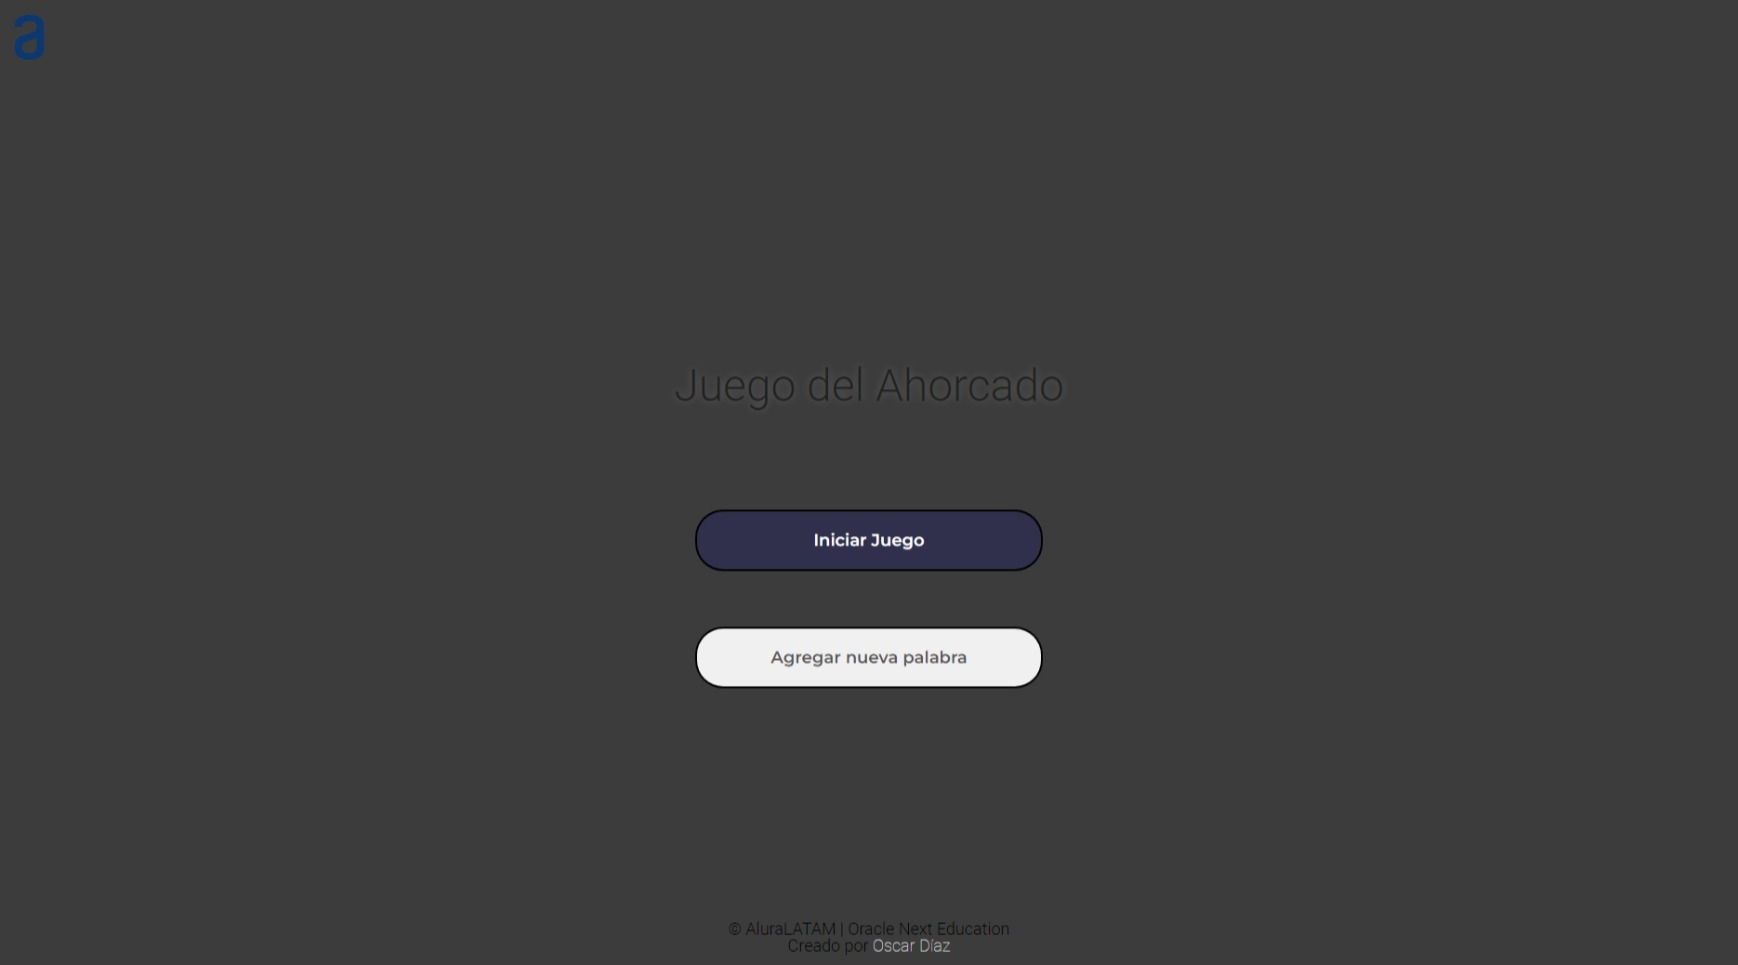 a
Juego del Ahorcado
Iniciar Juego
Agregar nueva palabra
© AluraLATAM | Oracle Next Education
Creado por Oscar Díaz